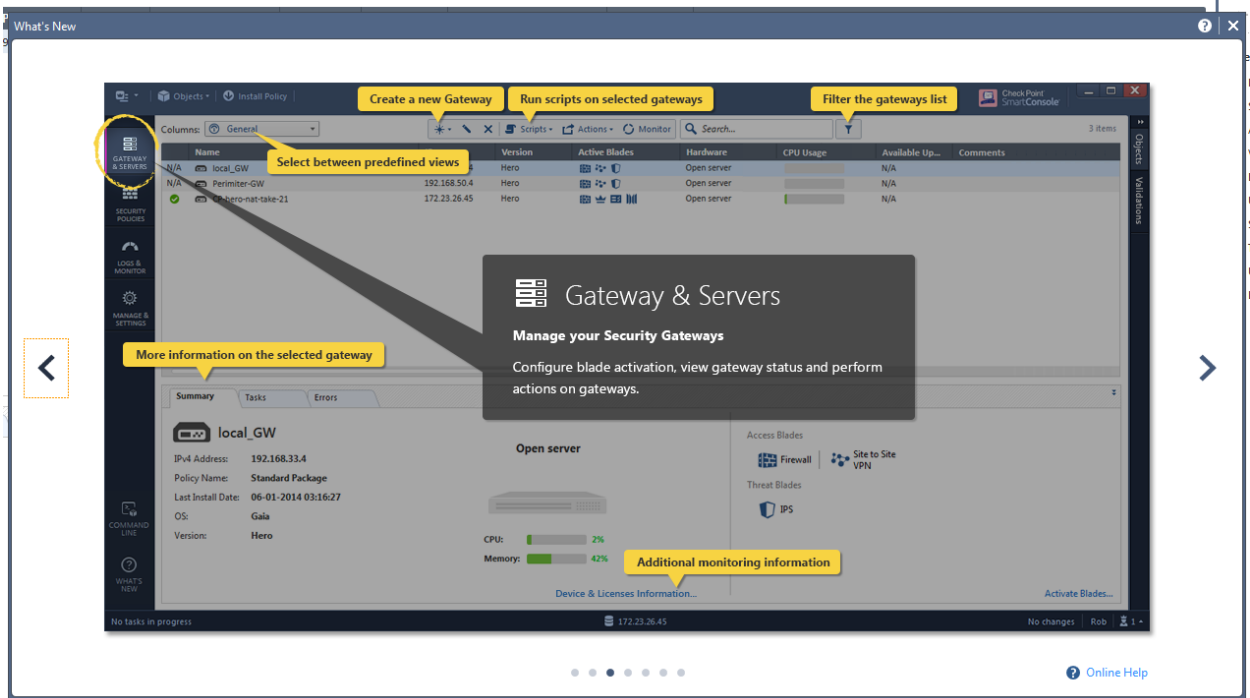 What's New
Objects
Install Policy
Create a new Gateway
Run scripts on selected gateways
Filter the gateways list
Check Point
SmartConsole
Columns: General
Scripts
Actions
Monitor
Search...
3 items
GATEWAY
& SERVERS
SECURITY
POLICIES
LOGS &
MONITOR
MANAGE &
SETTINGS
COMMAND
LINE
WHAT'S
NEW
Select between predefined views
Name Version Active Blades Hardware CPU Usage Available Up... Comments
N/A local_GW Hero Open server N/A
N/A Perimiter-GW 192.168.50.4 Hero Open server N/A
CP-hero-nat-take-21 172.23.26.45 Hero Open server N/A
Objects
Validations
Gateway & Servers
Manage your Security Gateways
Configure blade activation, view gateway status and perform
actions on gateways.
More information on the selected gateway
Summary Tasks Errors
local_GW
IPv4 Address: 192.168.33.4
Policy Name: Standard Package
Last Install Date: 06-01-2014 03:16:27
OS: Gaia
Version: Hero
Open server
CPU: 2%
Memory: 42%
Additional monitoring information
Device & Licenses Information...
Access Blades
Firewall
Site to Site
VPN
Threat Blades
IPS
Activate Blades...
No tasks in progress
172.23.26.45
No changes
Rob
1
Online Help